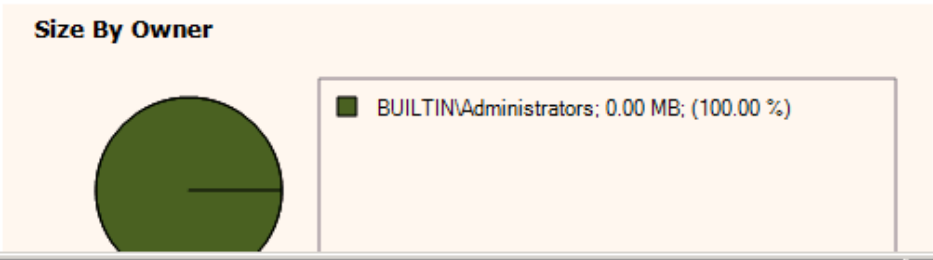 Size By Owner
BUILTIN\Administrators; 0.00 MB; (100.00 %)